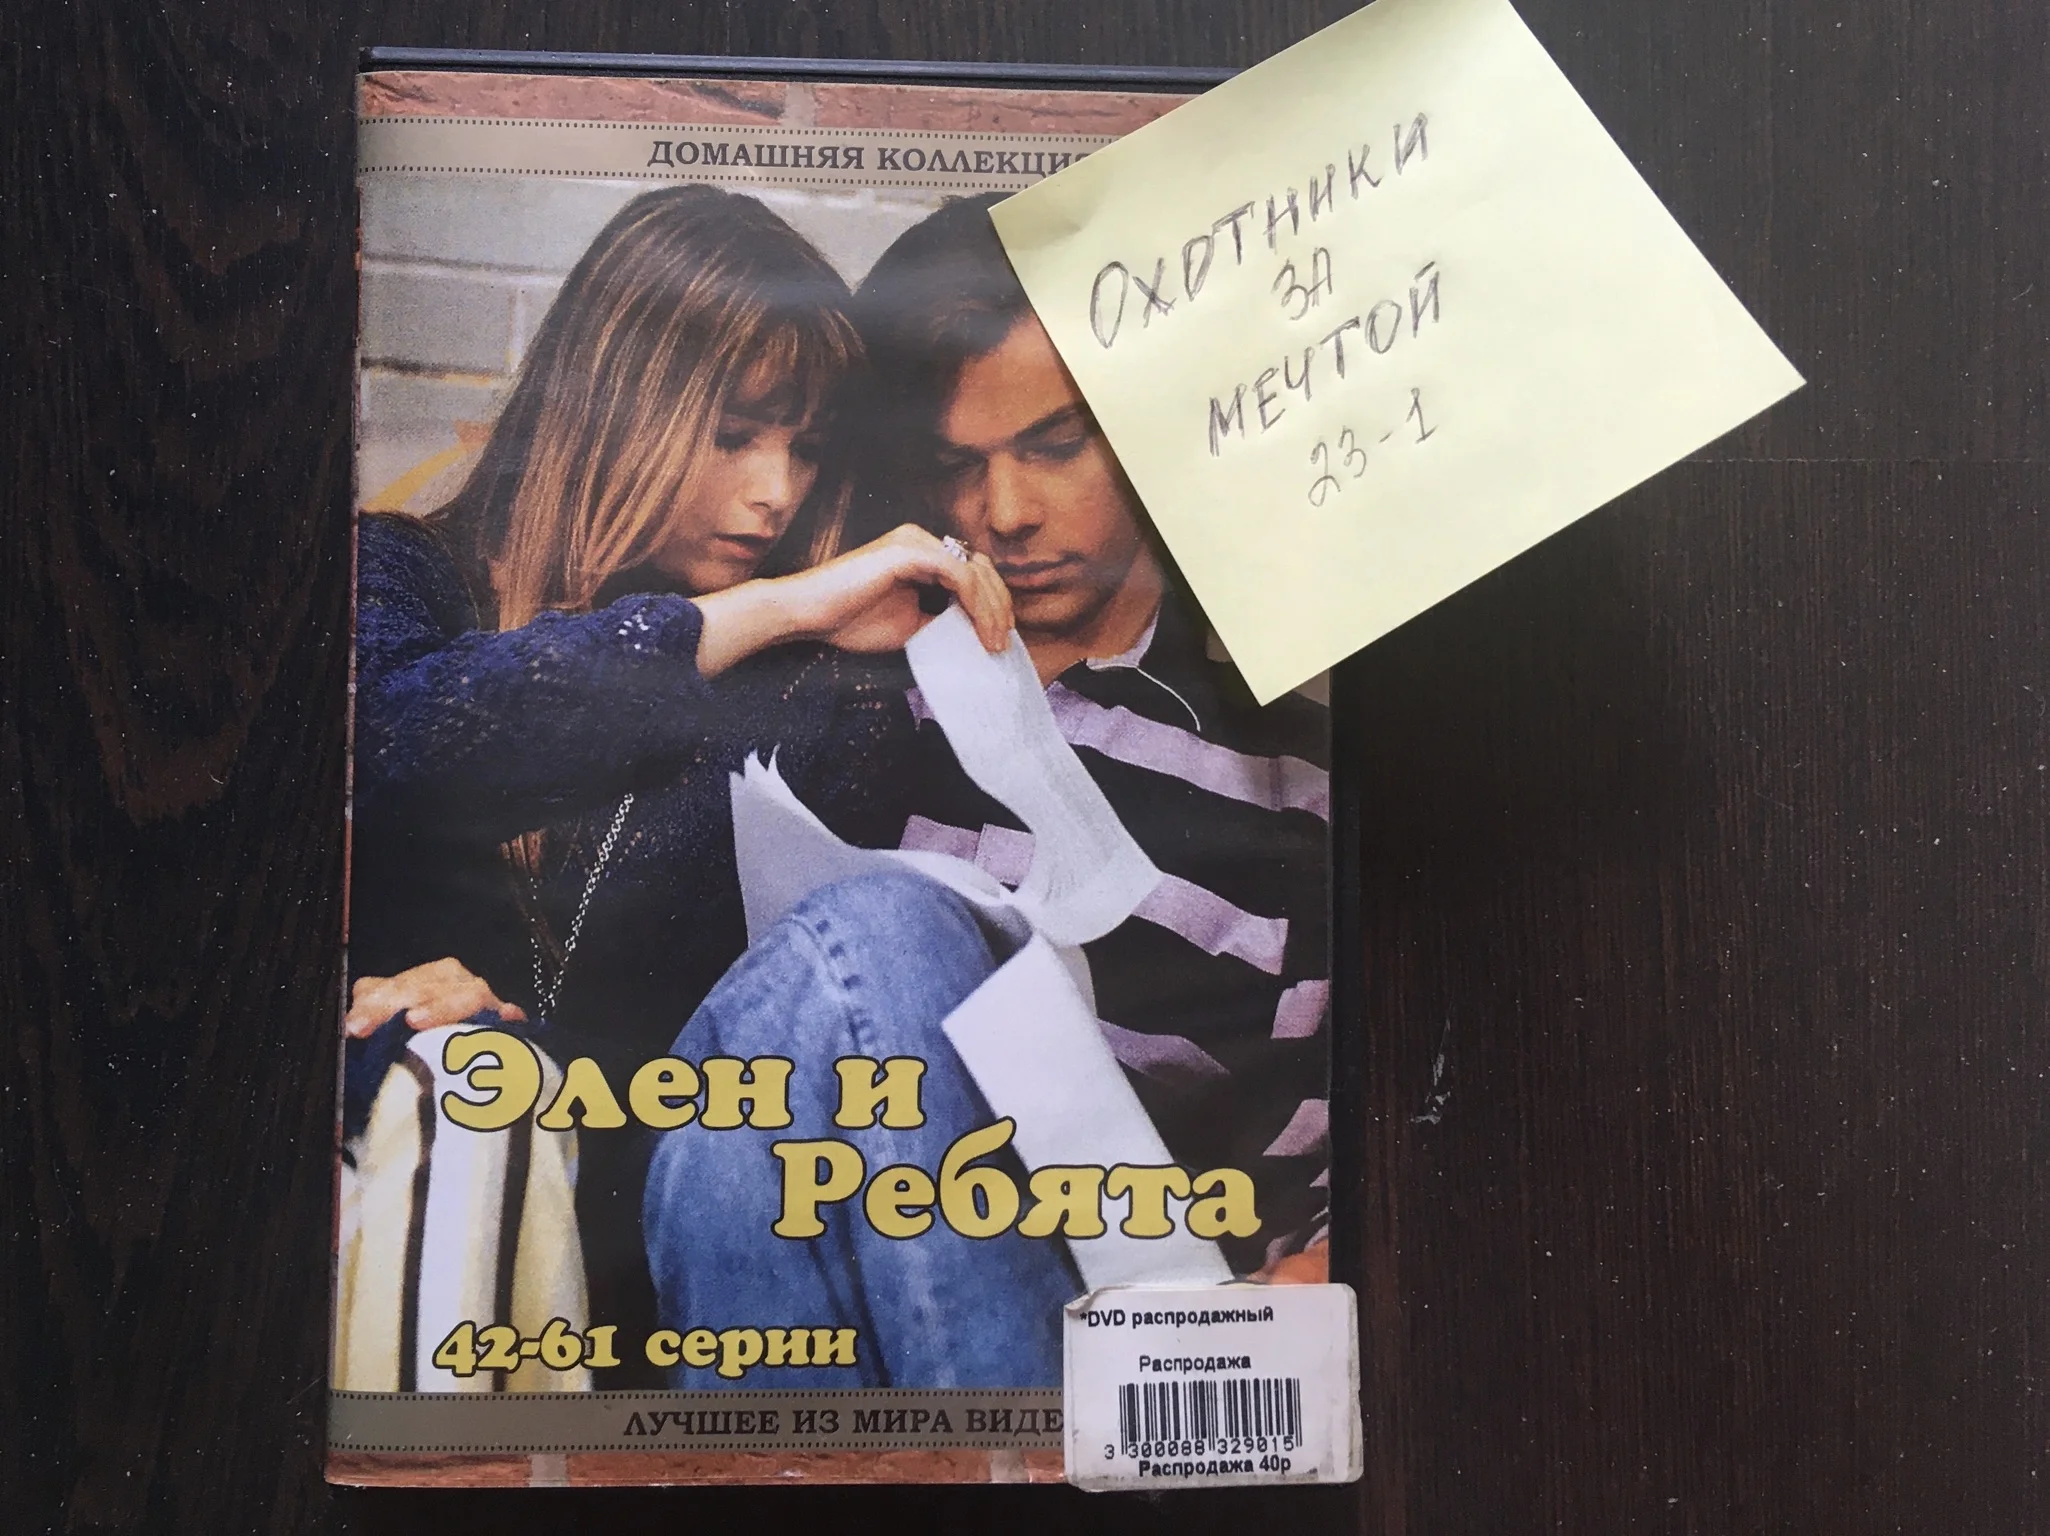 ДОМАШНЯЯ КОЛЛЕКЦИЯ
ОХОТНИКИ
ЗА
МЕЧТОЙ
23-1
Элен и
Ребята
42-61 серии
ЛУЧШЕЕ ИЗ МИРА ВИДЕ
*DVD распродажный
Распродажа
3 300088 329015
Распродажа 40р